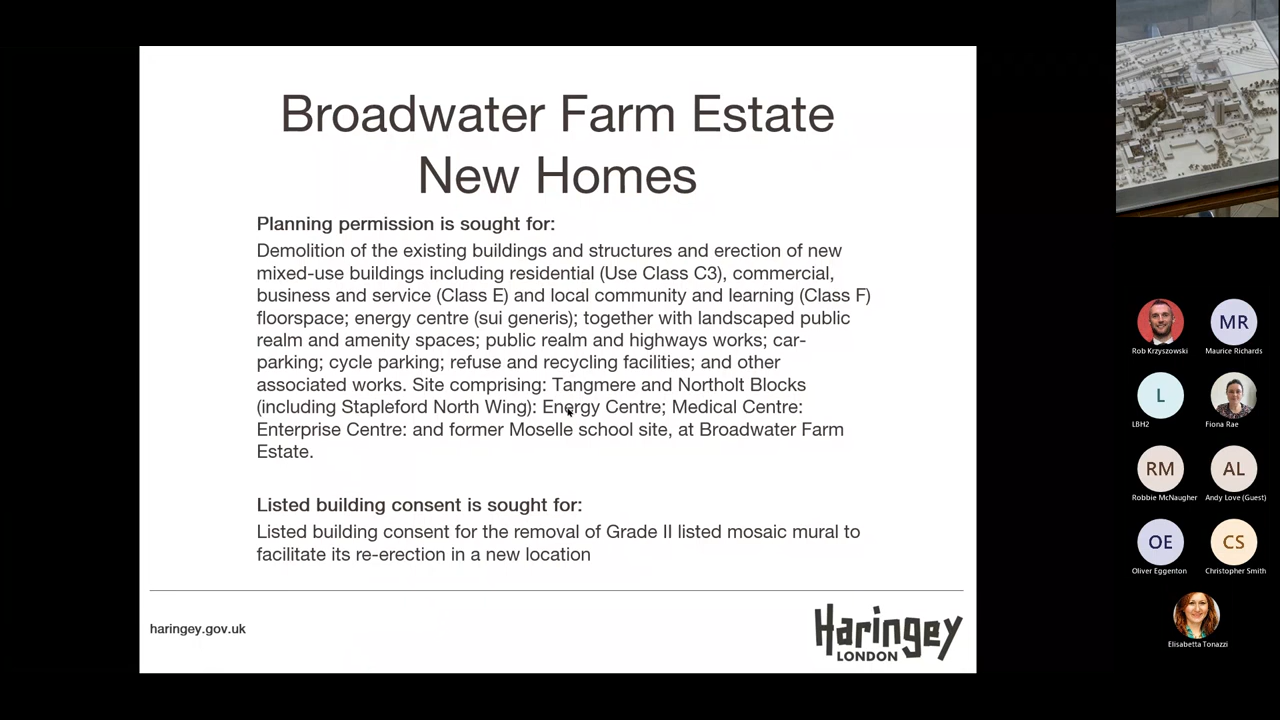 Broadwater Farm Estate
New Homes
Planning permission is sought for:
Demolition of the existing buildings and structures and erection of new
mixed-use buildings including residential (Use Class C3), commercial,
business and service (Class E) and local community and learning (Class F)
floorspace; energy centre (sui generis); together with landscaped public
realm and amenity spaces; public realm and highways works; car-
parking; cycle parking; refuse and recycling facilities; and other
associated works. Site comprising: Tangmere and Northolt Blocks
(including Stapleford North Wing): Energy Centre; Medical Centre:
Enterprise Centre: and former Moselle school site, at Broadwater Farm
Estate.
Listed building consent is sought for:
Listed building consent for the removal of Grade II listed mosaic mural to
facilitate its re-erection in a new location
haringey.gov.uk
Haringey
LONDON
Rob Krzyszowski
MR
Maurice Richards
L
LBH2
Fiona Rae
RM
Robbie McNaugher
AL
Andy Love (Guest)
OE
Oliver Eggenton
CS
Christopher Smith
Elisabetta Tonazzi